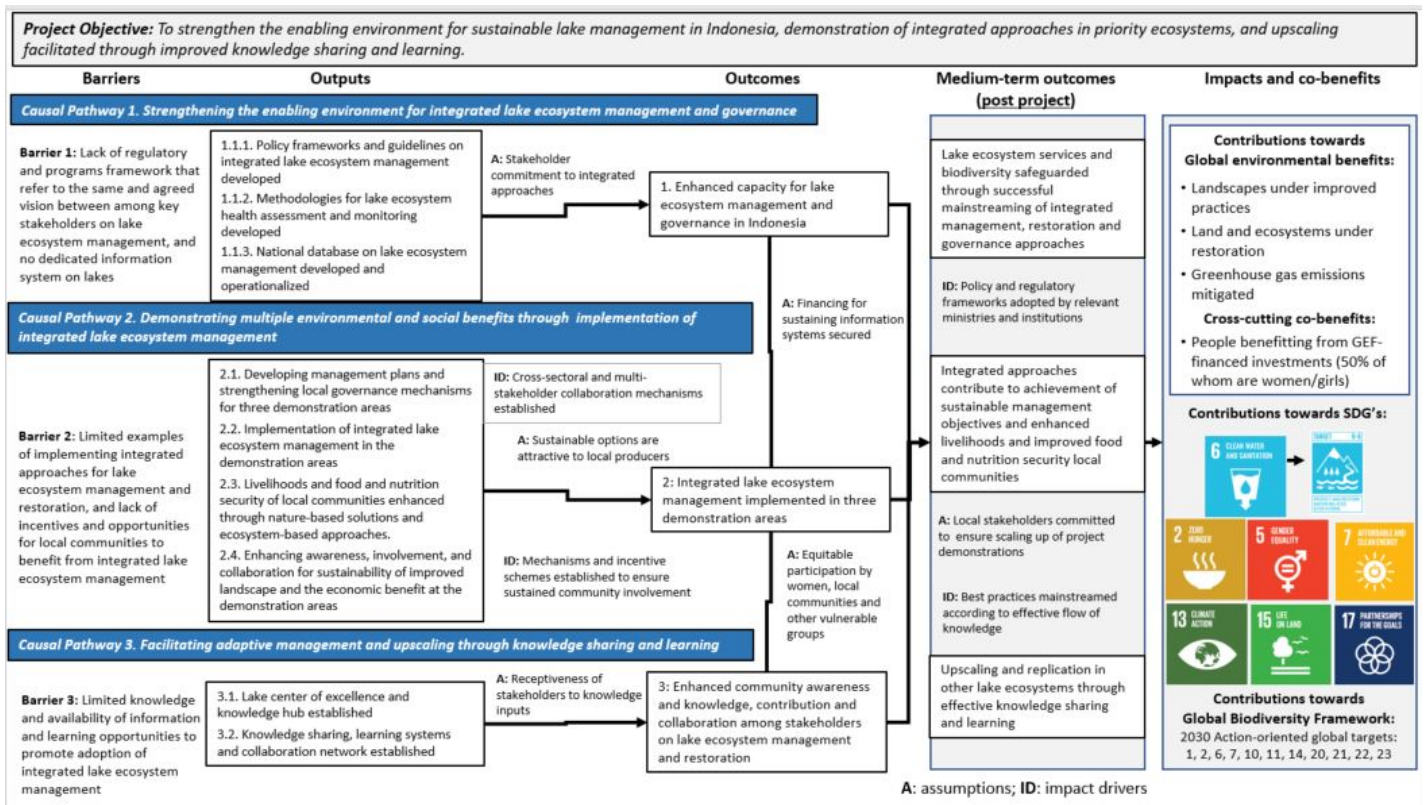 Project Objective: To strengthen the enabling environment for sustainable lake management in Indonesia, demonstration of integrated approaches in priority ecosystems, and upscaling
facilitated through improved knowledge sharing and learning.
Barriers
Outputs
Outcomes
Medium-term outcomes
(post project)
Impacts and co-benefits
Causal Pathway 1. Strengthening the enabling environment for integrated lake ecosystem management and governance
Barrier 1: Lack of regulatory
and programs framework that
refer to the same and agreed
vision between among key
stakeholders on lake
ecosystem management, and
no dedicated information
system on lakes
1.1.1. Policy frameworks and guidelines on
integrated lake ecosystem management
developed
1.1.2. Methodologies for lake ecosystem
health assessment and monitoring
developed
1.1.3. National database on lake ecosystem
management developed and
operationalized
A: Stakeholder
commitment to integrated
approaches
1. Enhanced capacity for lake
ecosystem management and
governance in Indonesia
A: Financing for
sustaining information
systems secured
Causal Pathway 2. Demonstrating multiple environmental and social benefits through implementation of
integrated lake ecosystem management
Barrier 2: Limited examples
of implementing integrated
approaches for lake
ecosystem management and
restoration, and lack of
incentives and opportunities
for local communities to
benefit from integrated lake
ecosystem management
2.1. Developing management plans and
strengthening local governance mechanisms
for three demonstration areas
2.2. Implementation of integrated lake
ecosystem management in the
demonstration areas
2.3. Livelihoods and food and nutrition
security of local communities enhanced
through nature-based solutions and
ecosystem-based approaches.
2.4. Enhancing awareness, involvement, and
collaboration for sustainability of improved
landscape and the economic benefit at the
demonstration areas
ID: Cross-sectoral and multi-
stakeholder collaboration mechanisms
established
A: Sustainable options are
attractive to local producers
ID: Mechanisms and incentive
schemes established to ensure
sustained community involvement
2: Integrated lake ecosystem
management implemented in three
demonstration areas
A: Equitable
participation by
women, local
communities and
other vulnerable
groups
Causal Pathway 3. Facilitating adaptive management and upscaling through knowledge sharing and learning
Barrier 3: Limited knowledge
and availability of information
and learning opportunities to
promote adoption of
integrated lake ecosystem
management
3.1. Lake center of excellence and
knowledge hub established
3.2. Knowledge sharing, learning systems
and collaboration network established
A: Receptiveness of
stakeholders to knowledge
inputs
3: Enhanced community awareness
and knowledge, contribution and
collaboration among stakeholders
on lake ecosystem management and
restoration
Lake ecosystem services and
biodiversity safeguarded
through successful
mainstreaming of integrated
management, restoration and
governance approaches
ID: Policy and regulatory
frameworks adopted by relevant
ministries and institutions
Integrated approaches
contribute to achievement of
sustainable management
objectives and enhanced
livelihoods and improved food
and nutrition security local
communities
A: Local stakeholders committed
to ensure scaling up of project
demonstrations
ID: Best practices mainstreamed
according to effective flow of
knowledge
Upscaling and replication in
other lake ecosystems through
effective knowledge sharing
and learning
A: assumptions; ID: impact drivers
Contributions towards
Global environmental benefits:
• Landscapes under improved
practices
• Land and ecosystems under
restoration
• Greenhouse gas emissions
mitigated
Cross-cutting co-benefits:
• People benefitting from GEF-
financed investments (50% of
whom are women/girls)
Contributions towards SDG's:
6 CLEAN WATER
AND SANITATION
TARGET 6-6
2 ZERO
HUNGER
5 GENDER
EQUALITY
7 AFFORDABLE AND
CLEAN ENERGY
13 CLIMATE
ACTION
15 LIFE
ON LAND
17 PARTNERSHIPS
FOR THE GOALS
Contributions towards
Global Biodiversity Framework:
2030 Action-oriented global targets:
1, 2, 6, 7, 10, 11, 14, 20, 21, 22, 23